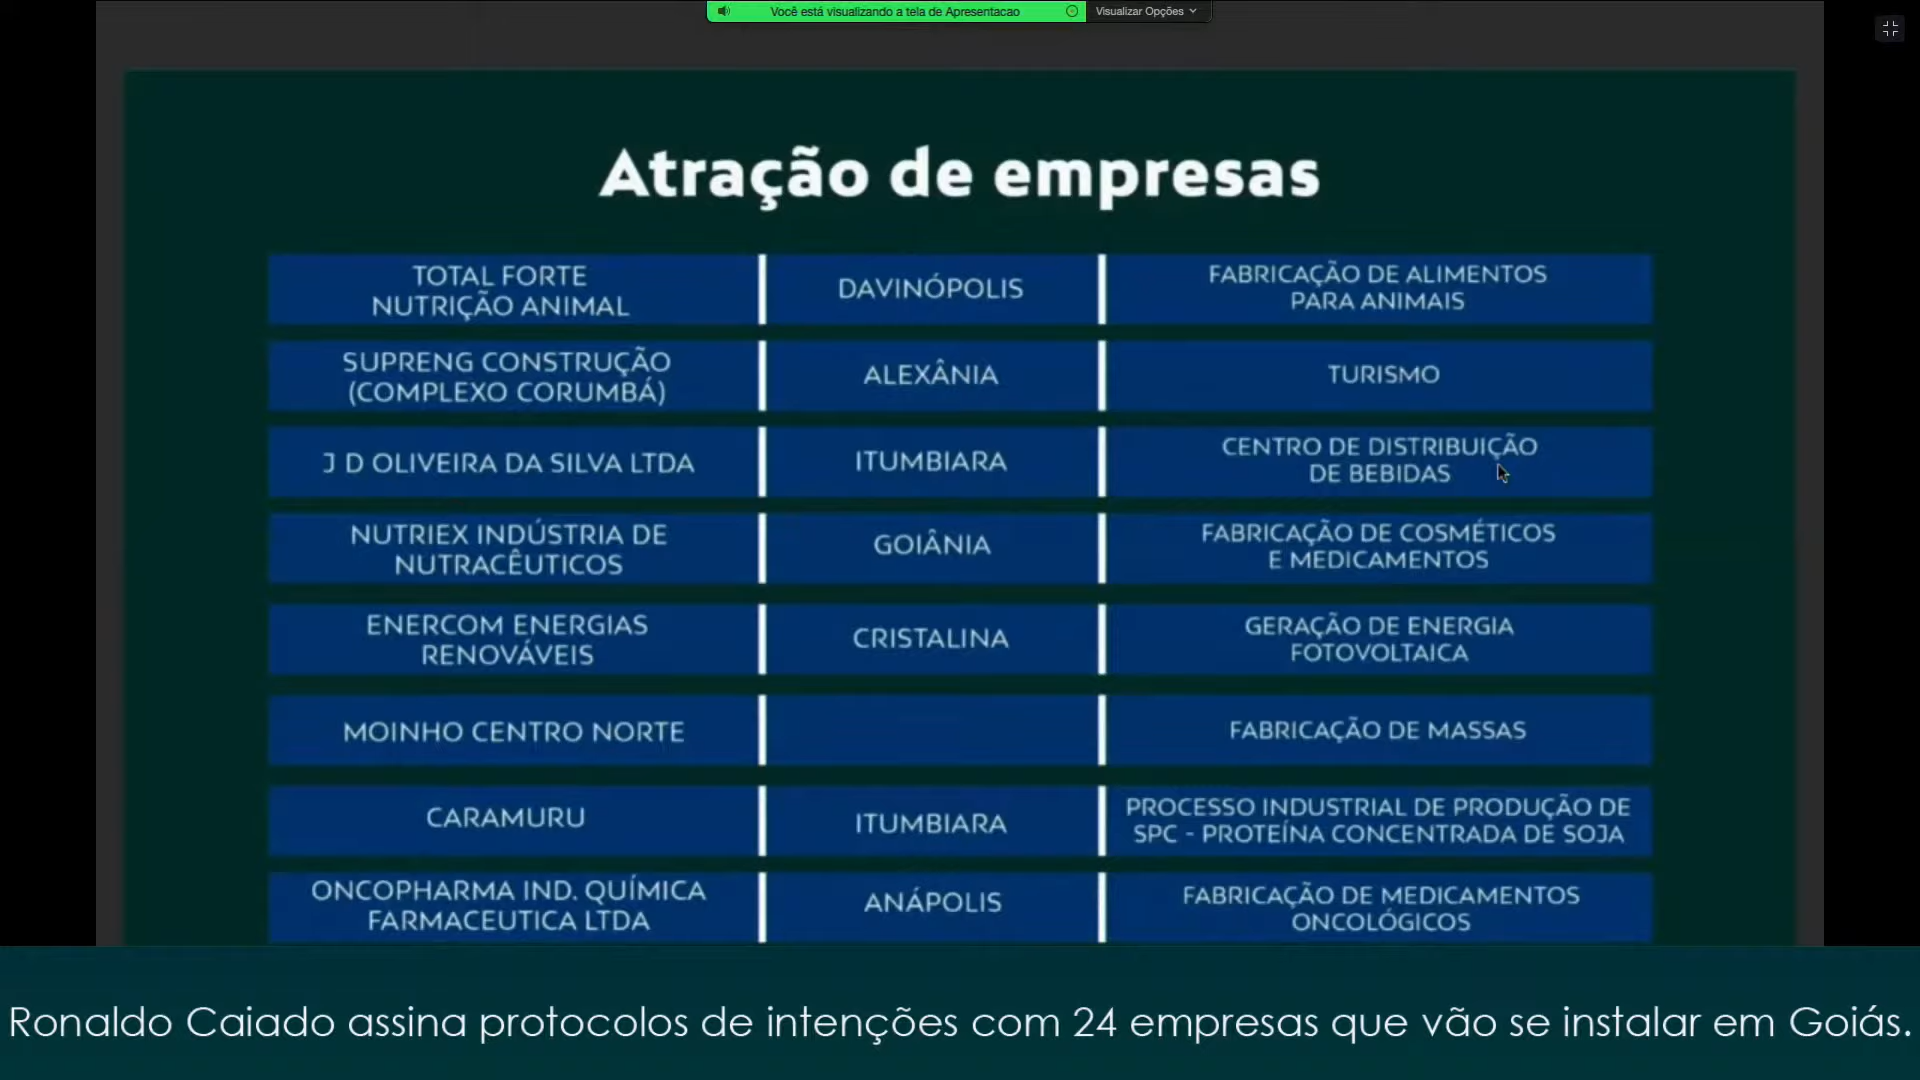 Você está visualizando a tela de Apresentacao
Visualizar Opções
Atração de empresas
TOTAL FORTE
NUTRIÇÃO ANIMAL
DAVINÓPOLIS
FABRICAÇÃO DE ALIMENTOS
PARA ANIMAIS
SUPRENG CONSTRUÇÃO
(COMPLEXO CORUMBÁ)
ALEXÂNIA
TURISMO
J D OLIVEIRA DA SILVA LTDA
ITUMBIARA
CENTRO DE DISTRIBUIÇÃO
DE BEBIDAS
NUTRIEX INDÚSTRIA DE
NUTRACÊUTICOS
GOIÂNIA
FABRICAÇÃO DE COSMÉTICOS
E MEDICAMENTOS
ENERCOM ENERGIAS
RENOVÁVEIS
CRISTALINA
GERAÇÃO DE ENERGIA
FOTOVOLTAICA
MOINHO CENTRO NORTE
FABRICAÇÃO DE MASSAS
CARAMURU
ITUMBIARA
PROCESSO INDUSTRIAL DE PRODUÇÃO DE
SPC - PROTEÍNA CONCENTRADA DE SOJA
ONCOPHARMA IND. QUÍMICA
FARMACEUTICA LTDA
ANÁPOLIS
FABRICAÇÃO DE MEDICAMENTOS
ONCOLÓGICOS
Ronaldo Caiado assina protocolos de intenções com 24 empresas que vão se instalar em Goiás.